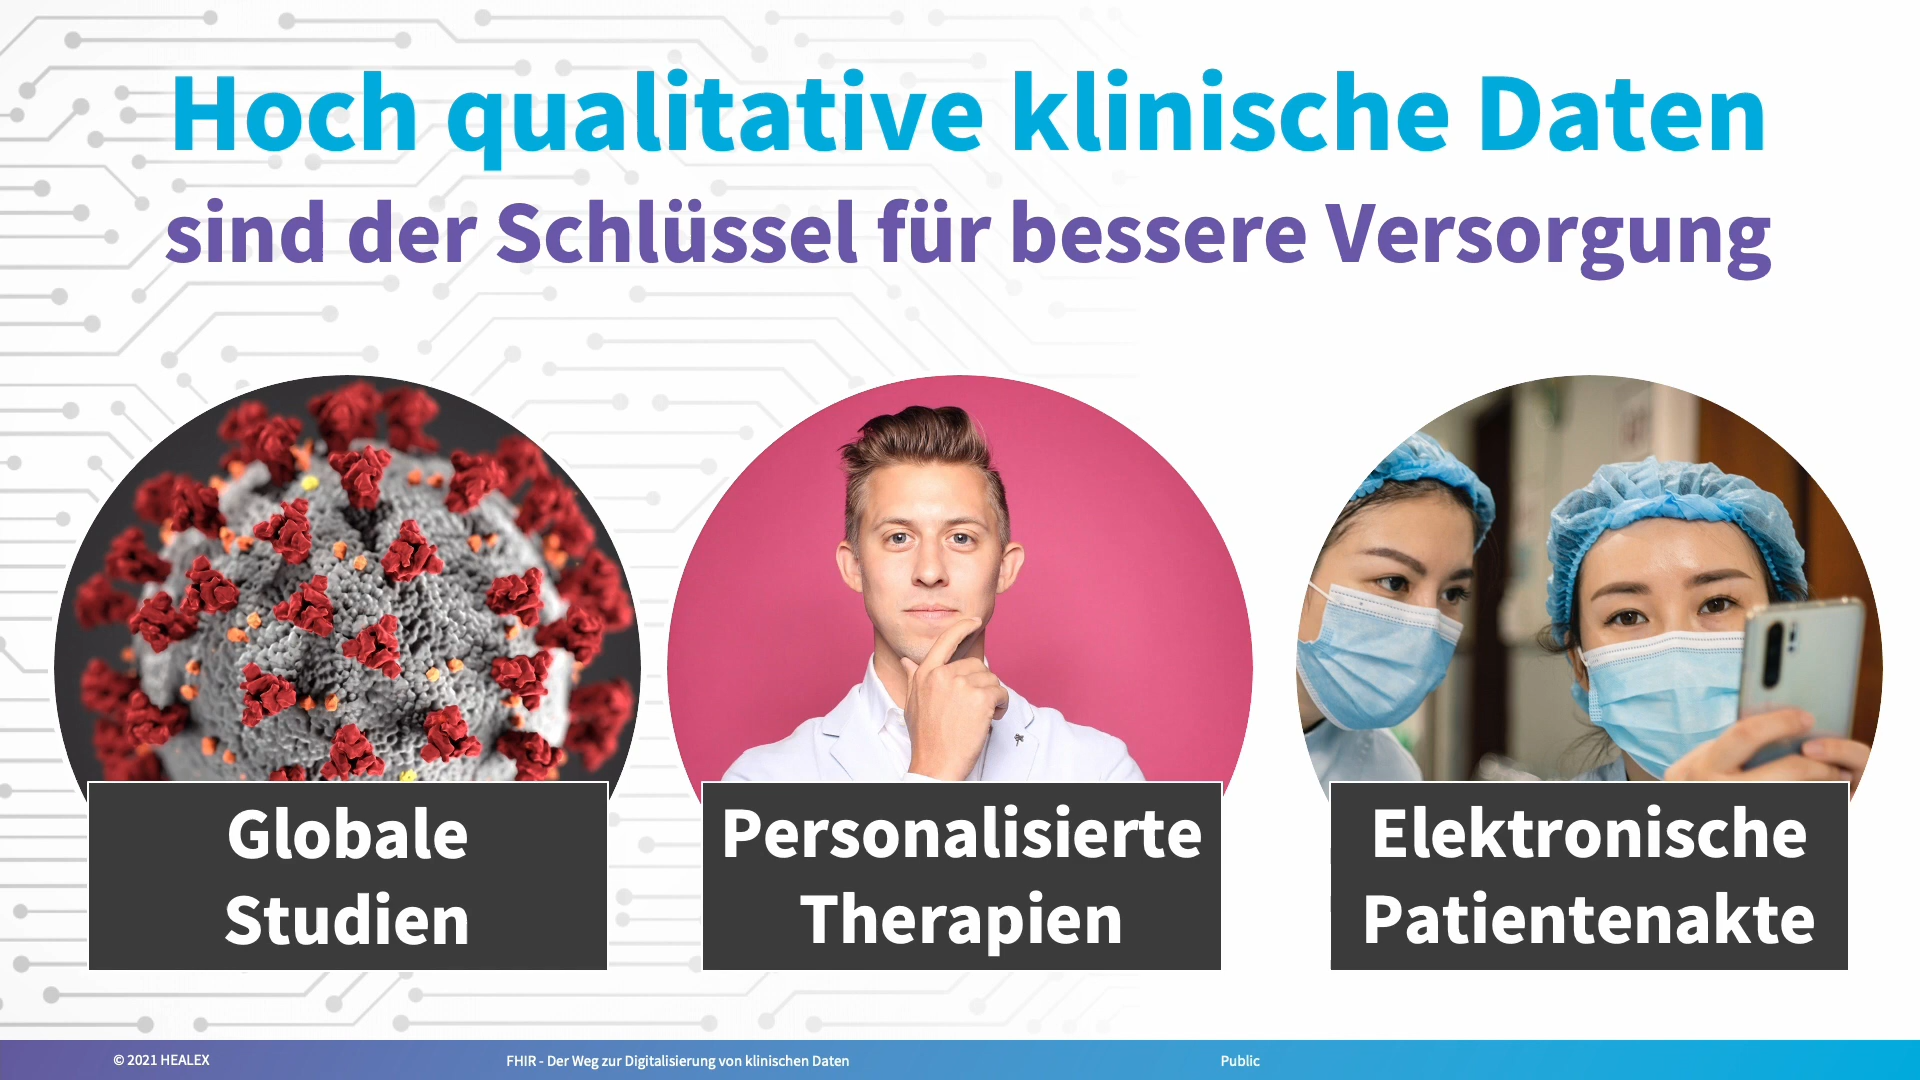 Hoch qualitative klinische Daten
sind der Schlüssel für bessere Versorgung
Globale
Studien
Personalisierte
Therapien
Elektronische
Patientenakte
© 2021 HEALEX
FHIR - Der Weg zur Digitalisierung von klinischen Daten
Public